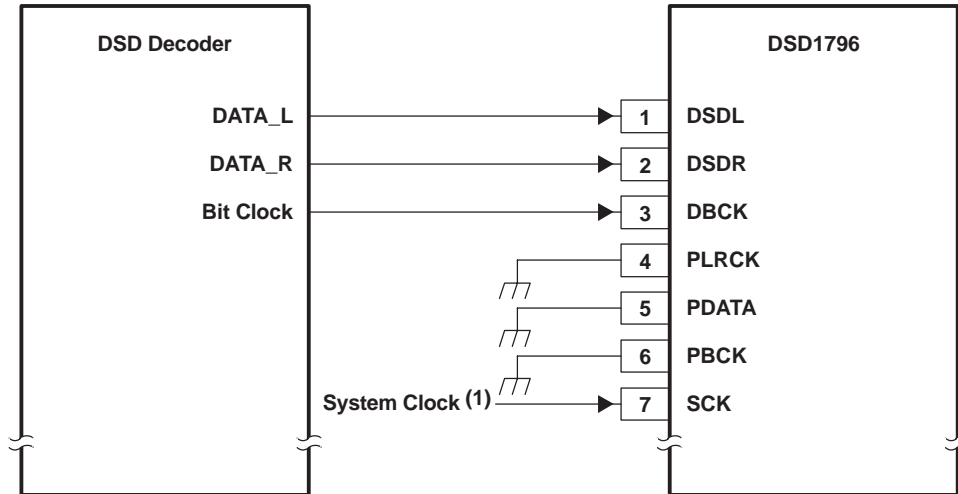 DSD Decoder
DSD1796
DATA_L
1
DSDL
DATA_R
2
DSDR
Bit Clock
3
DBCK
4
PLRCK
5
PDATA
6
PBCK
System Clock (1)
7
SCK